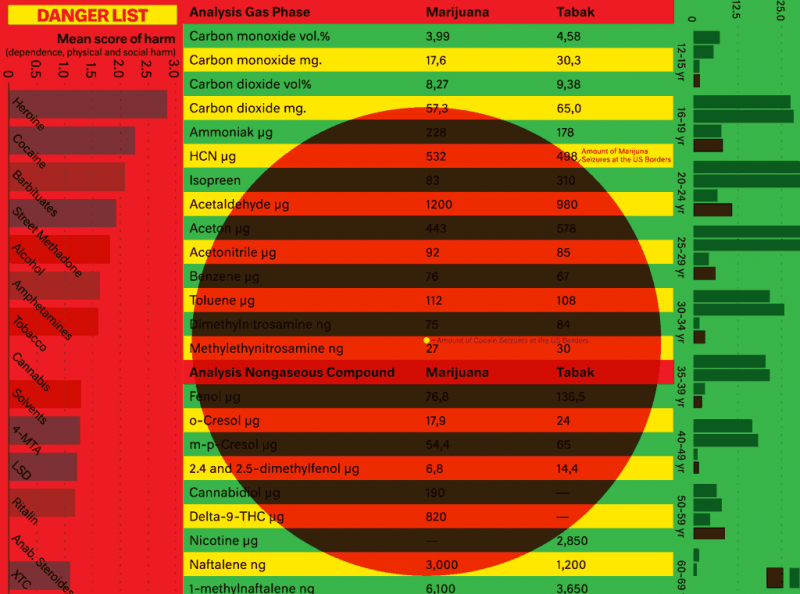 DANGER LIST
Mean score of harm
(dependence, physical and social harm)
0 0.5 1.0 1.5 2.0 2.5 3.0
Heroine
Cocaine
Barbituates
Street Methadone
Alcohol
Amphetamines
Tobacco
Cannabis
Solvents
4-MTA
LSD
Ritalin
Anab. Steroides
XTC
Analysis Gas Phase Marijuana Tabak
Carbon monoxide vol.% 3,99 4,58
Carbon monoxide mg. 17,6 30,3
Carbon dioxide vol% 8,27 9,38
Carbon dioxide mg. 57,3 65,0
Ammoniak µg 228 178
HCN µg 532 498
Amount of Marijuna
Seizures at the US Borders
Isopreen 83 310
Acetaldehyde µg 1200 980
Aceton µg 443 578
Acetonitrile µg 92 85
Benzene µg 76 67
Toluene µg 112 108
Dimethylnitrosamine ng 75 84
Amount of Cocain Seizures at the US Borders
Methylethynitrosamine ng 27 30
Analysis Nongaseous Compound Marijuana Tabak
Fenol µg 76,8 138,5
o-Cresol µg 17,9 24
m-p-Cresol µg 54,4 65
2.4 and 2.5-dimethylfenol µg 6,8 14,4
Cannabidiol µg 190 —
Delta-9-THC µg 820 —
Nicotine µg — 2,850
Naftalene ng 3,000 1,200
1-methylnaftalene ng 6,100 3,650
0 12.5 25.0
12-15 yr
16-19 yr
20-24 yr
25-29 yr
30-34 yr
35-39 yr
40-49 yr
50-59 yr
60-69